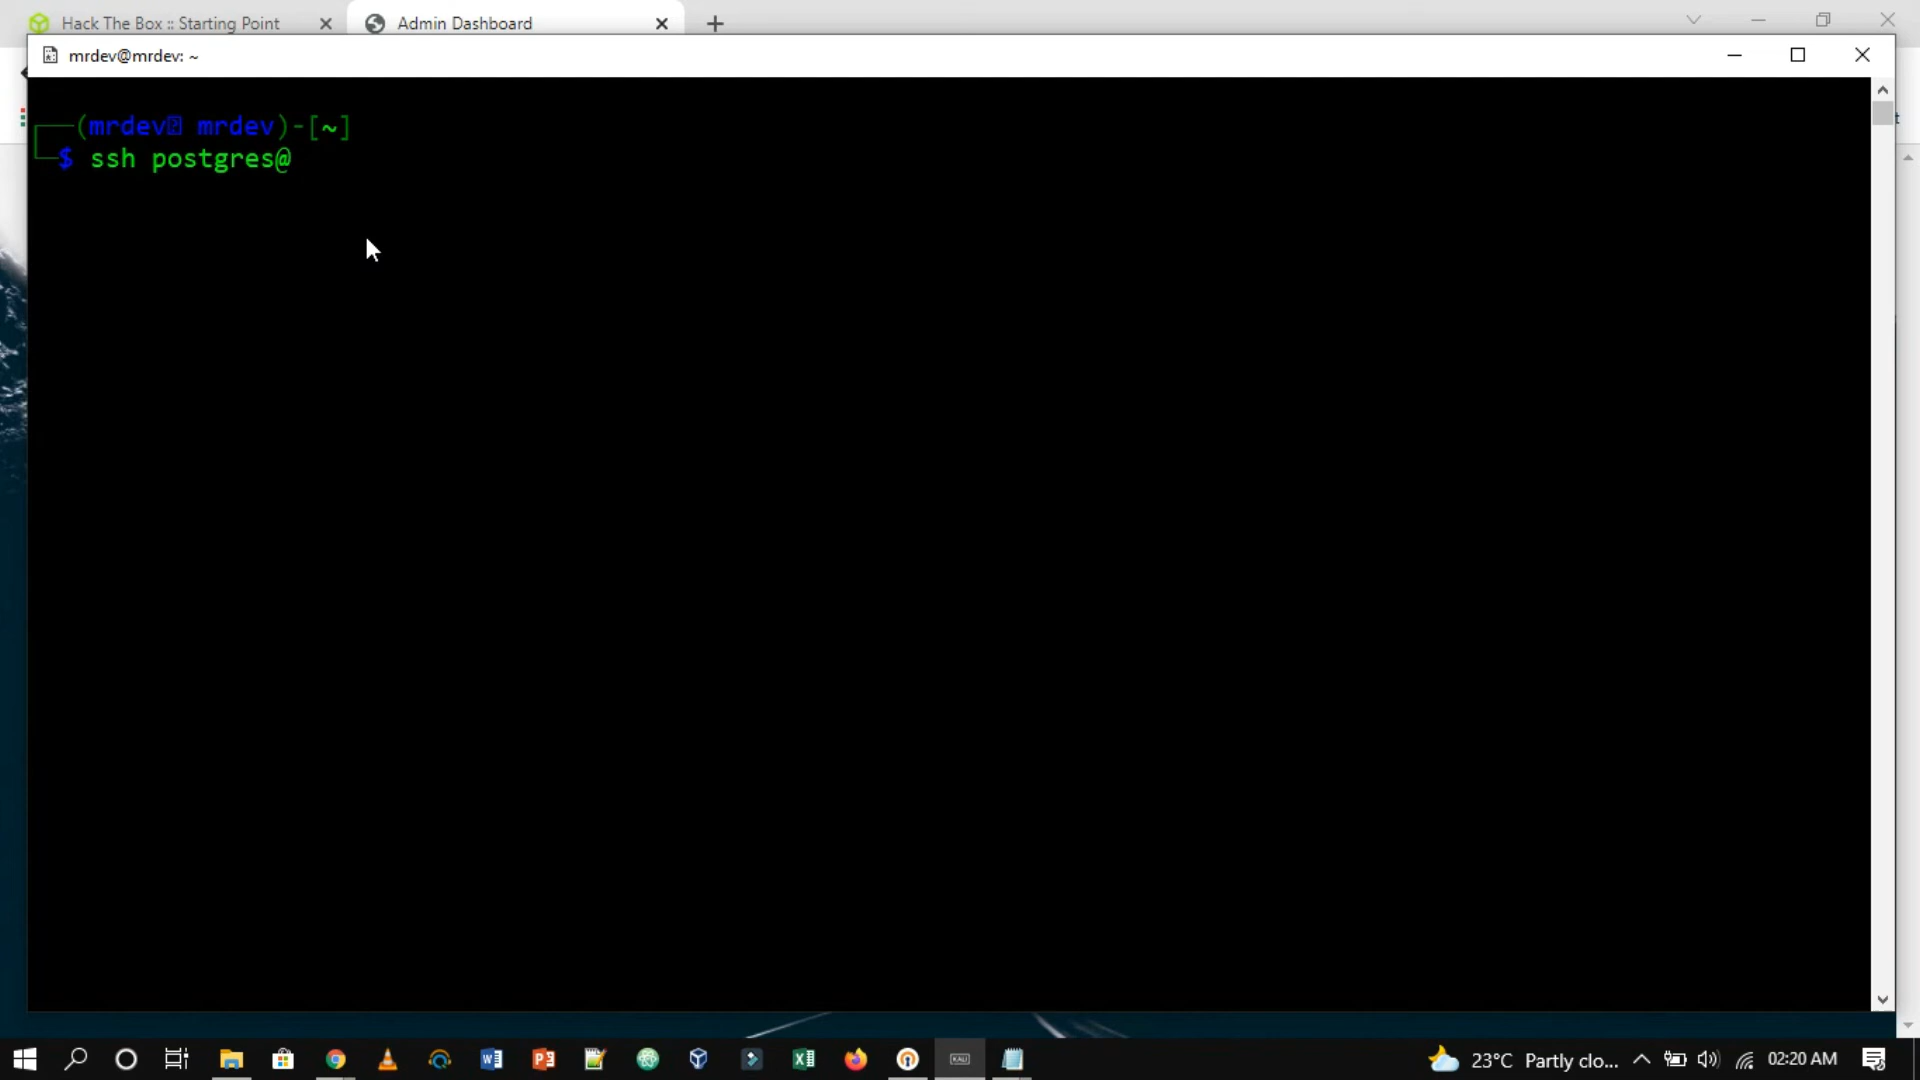 Hack The Box :: Starting Point
Admin Dashboard
mrdev@mrdev: ~
(mrdev mrdev)-[~]
$ ssh postgres@
23°C Partly clo...
02:20 AM